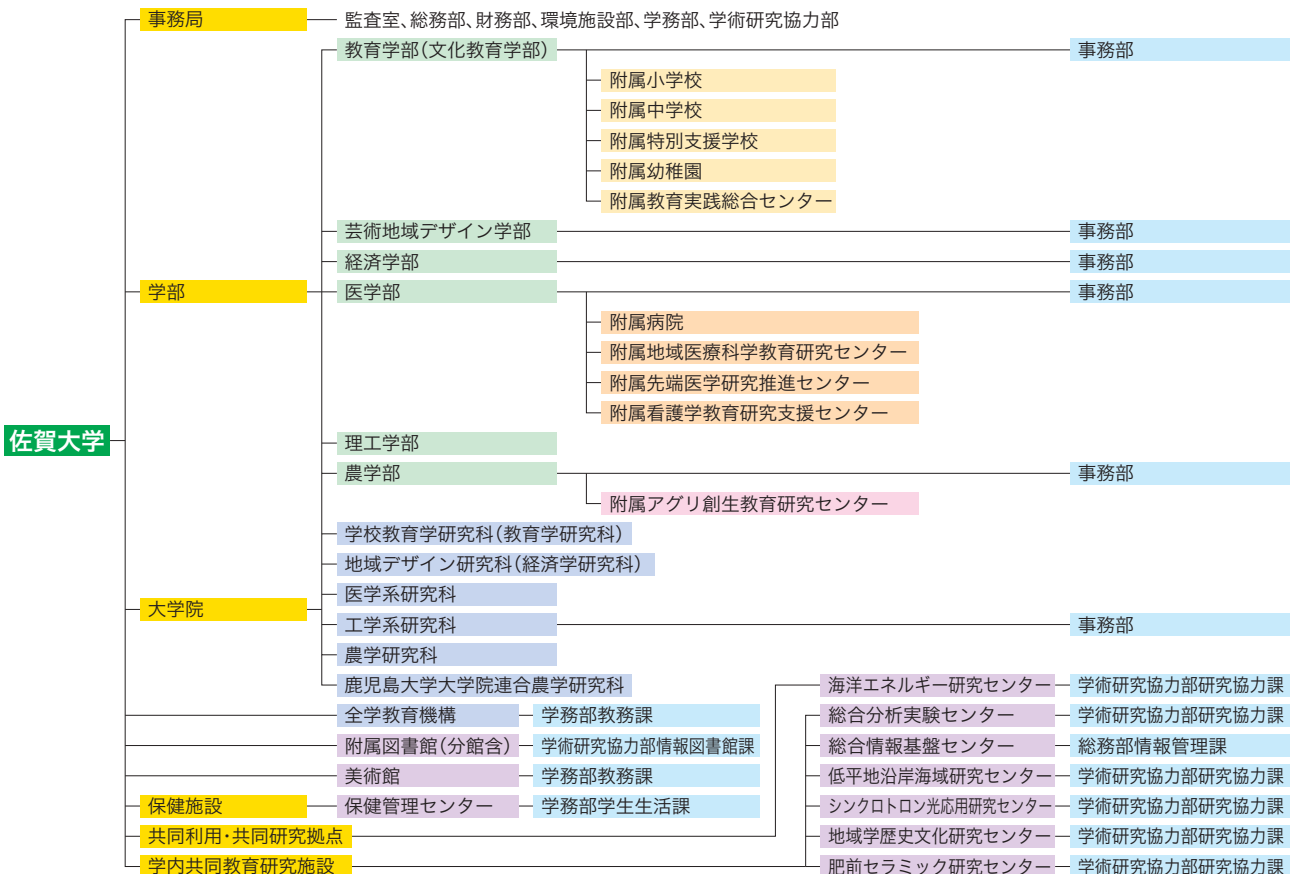 事務局
監査室、総務部、財務部、環境施設部、学務部、学術研究協力部
教育学部(文化教育学部)
事務部
附属小学校
附属中学校
附属特別支援学校
附属幼稚園
附属教育実践総合センター
芸術地域デザイン学部
事務部
経済学部
事務部
学部
医学部
事務部
附属病院
附属地域医療科学教育研究センター
附属先端医学研究推進センター
附属看護学教育研究支援センター
佐賀大学
理工学部
農学部
事務部
附属アグリ創生教育研究センター
学校教育学研究科(教育学研究科)
地域デザイン研究科(経済学研究科)
医学系研究科
大学院
工学系研究科
事務部
農学研究科
鹿児島大学大学院連合農学研究科
海洋エネルギー研究センター
学術研究協力部研究協力課
全学教育機構
学務部教務課
総合分析実験センター
学術研究協力部研究協力課
附属図書館(分館含)
学術研究協力部情報図書館課
総合情報基盤センター
総務部情報管理課
美術館
学務部教務課
低平地沿岸海域研究センター
学術研究協力部研究協力課
保健施設
保健管理センター
学務部学生生活課
シンクロトロン光応用研究センター
学術研究協力部研究協力課
共同利用・共同研究拠点
地域学歴史文化研究センター
学術研究協力部研究協力課
学内共同教育研究施設
肥前セラミック研究センター
学術研究協力部研究協力課